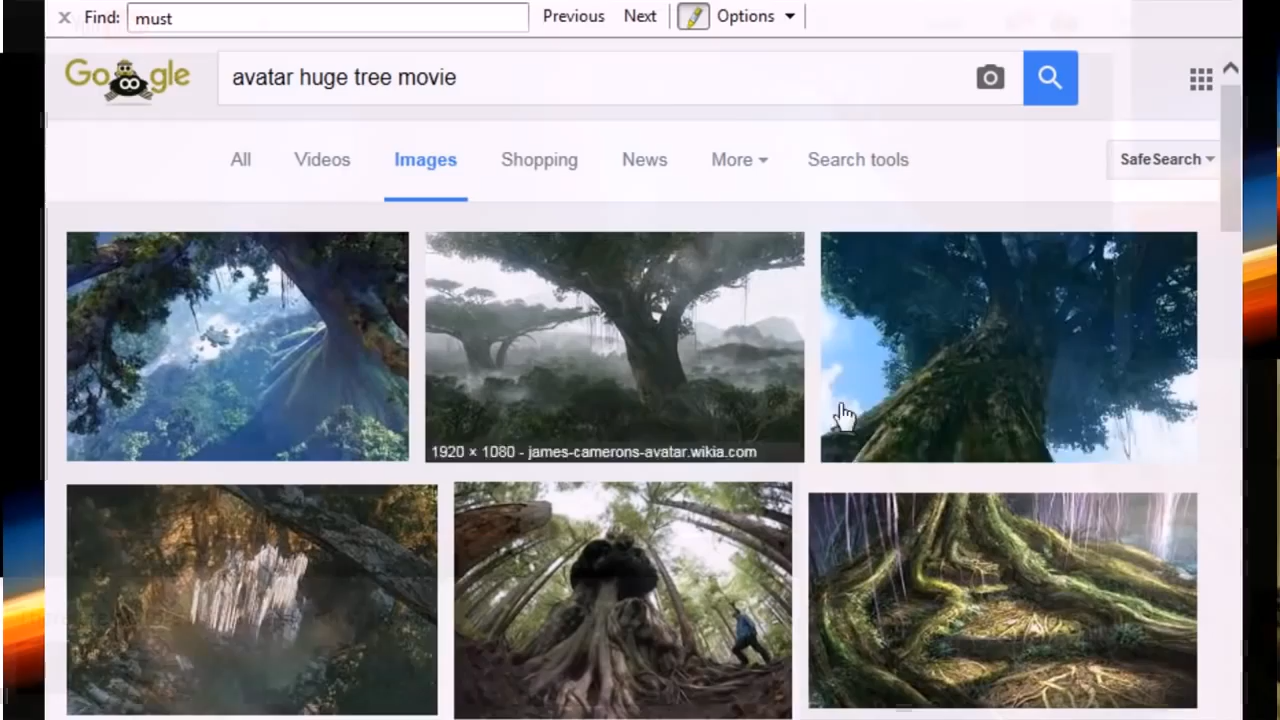 Find: must Previous Next Options
Google avatar huge tree movie
All Videos Images Shopping News More Search tools SafeSearch
1920 × 1080 - james-camerons-avatar.wikia.com